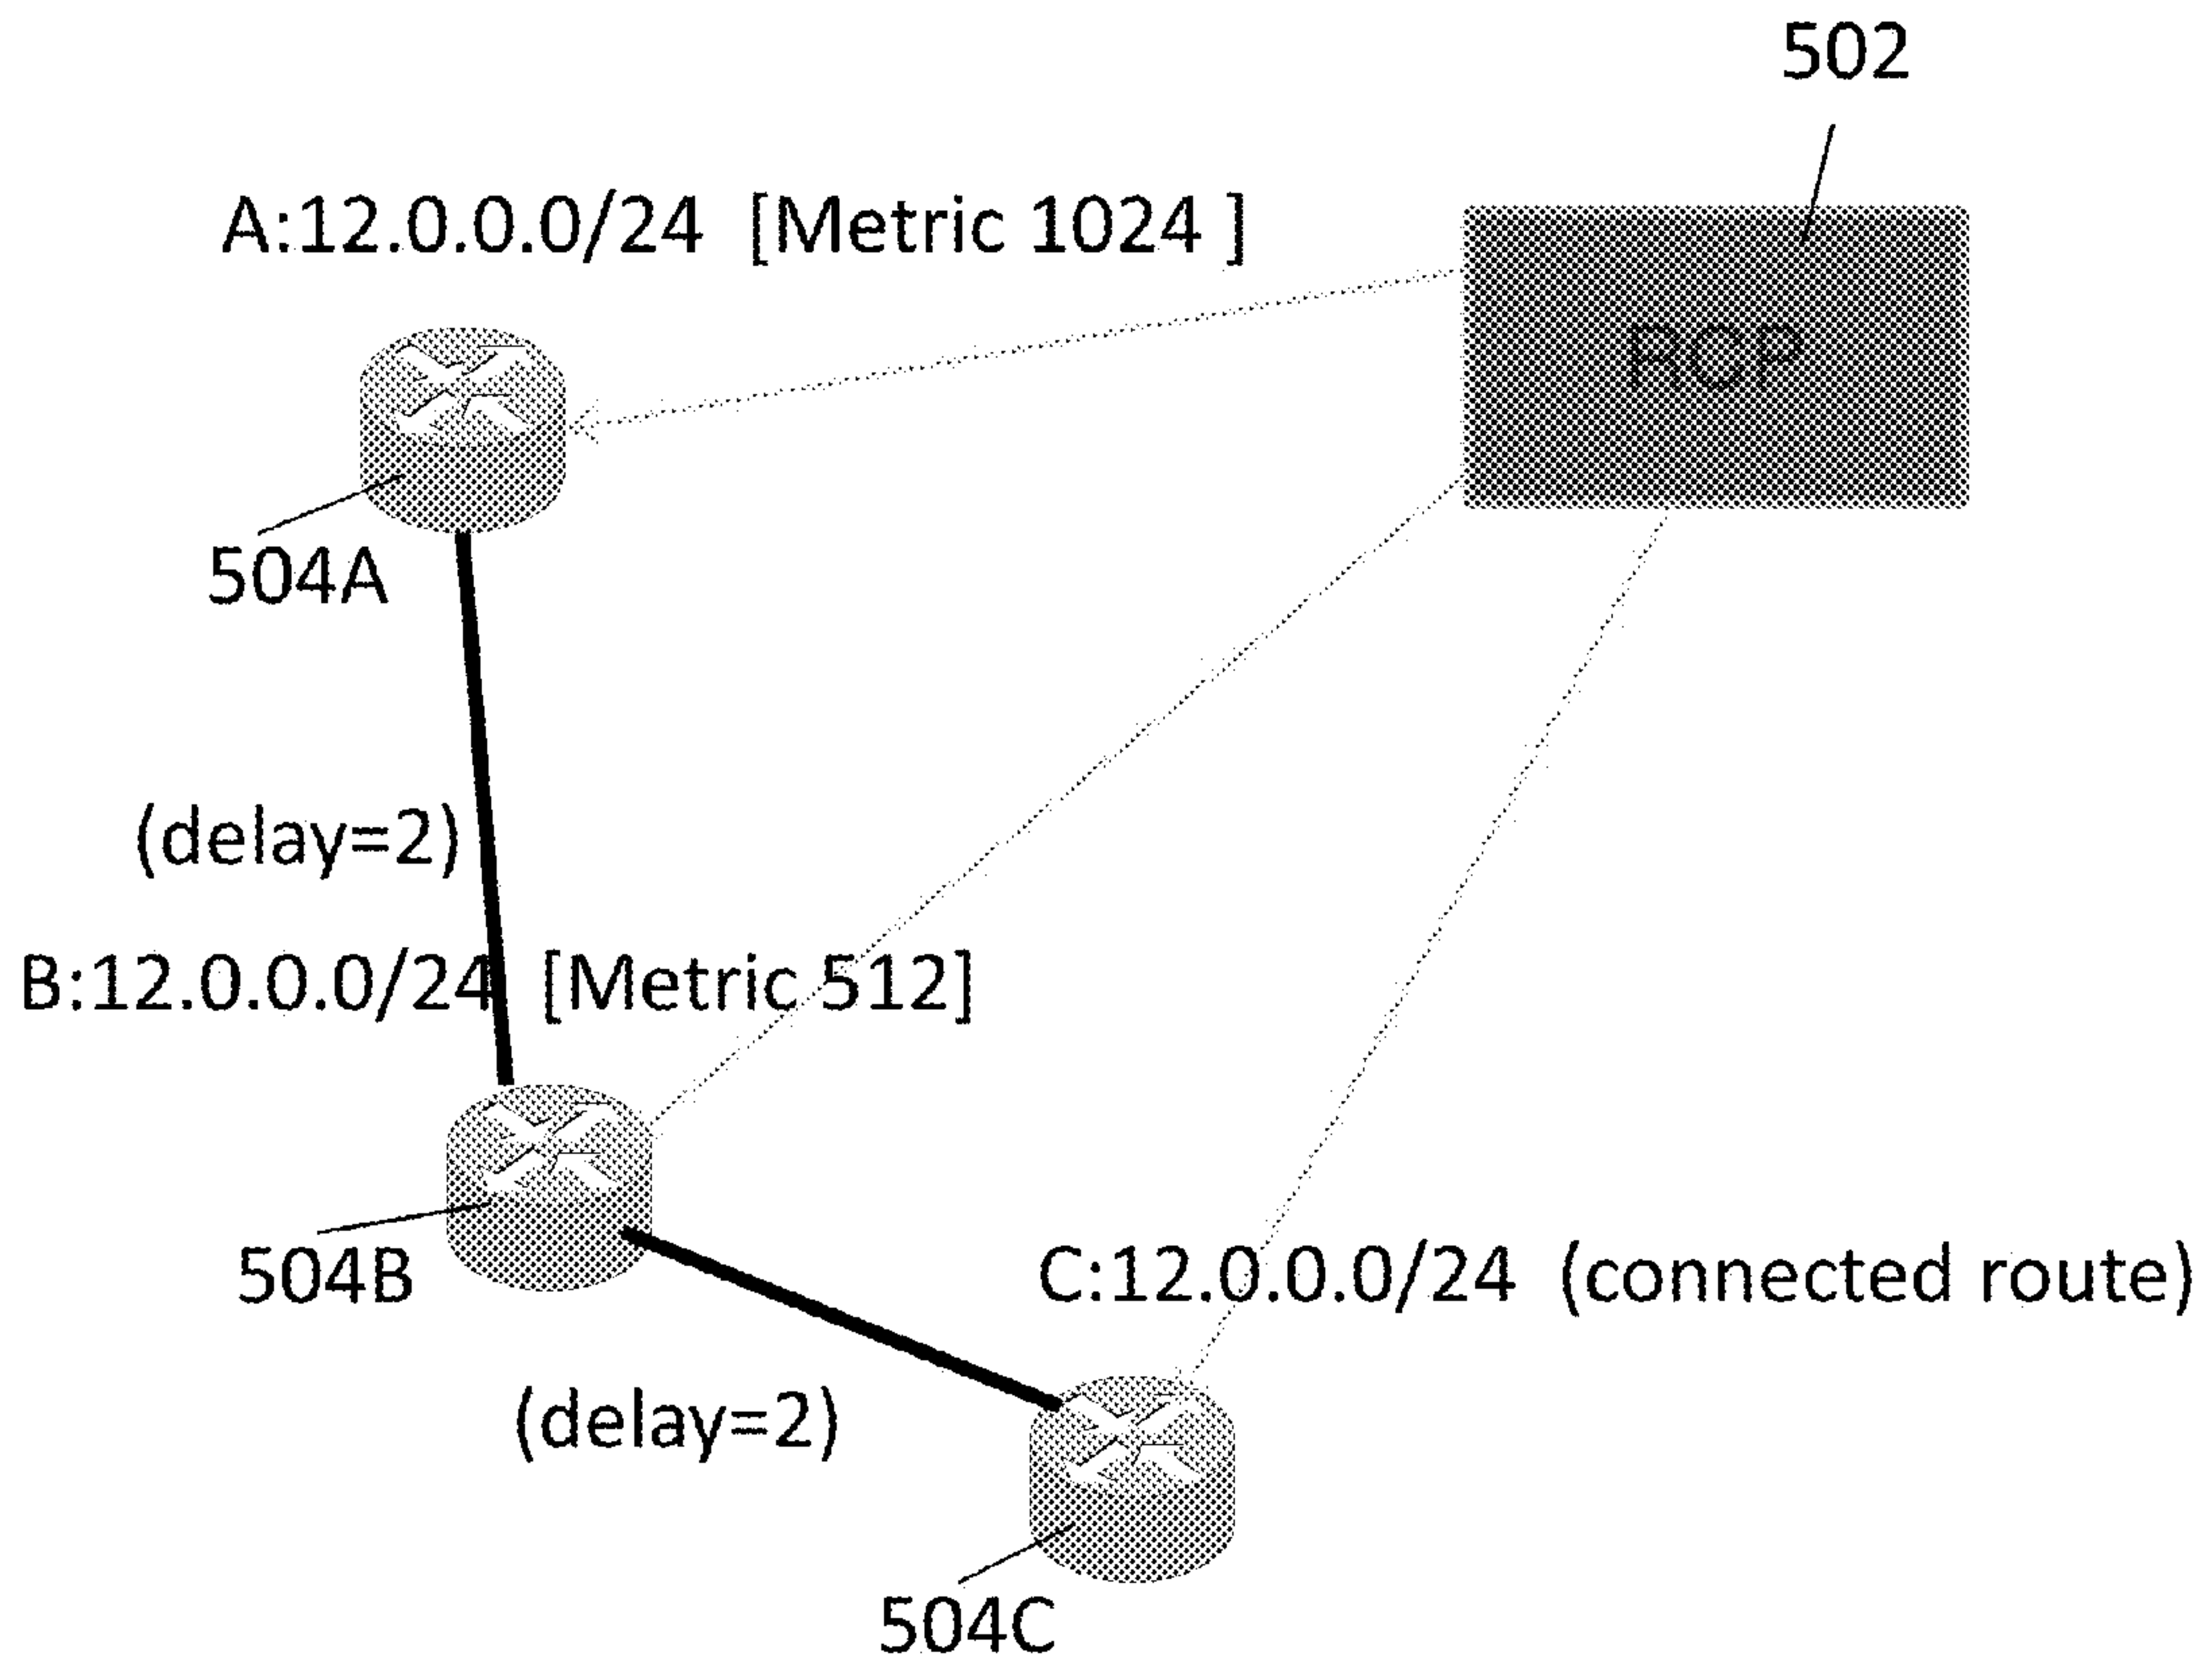 502
A:12.0.0.0/24 [Metric 1024 ]
RCP
504A
(delay=2)
B:12.0.0.0/24 [Metric 512]
504B
C:12.0.0.0/24 (connected route)
(delay=2)
504C